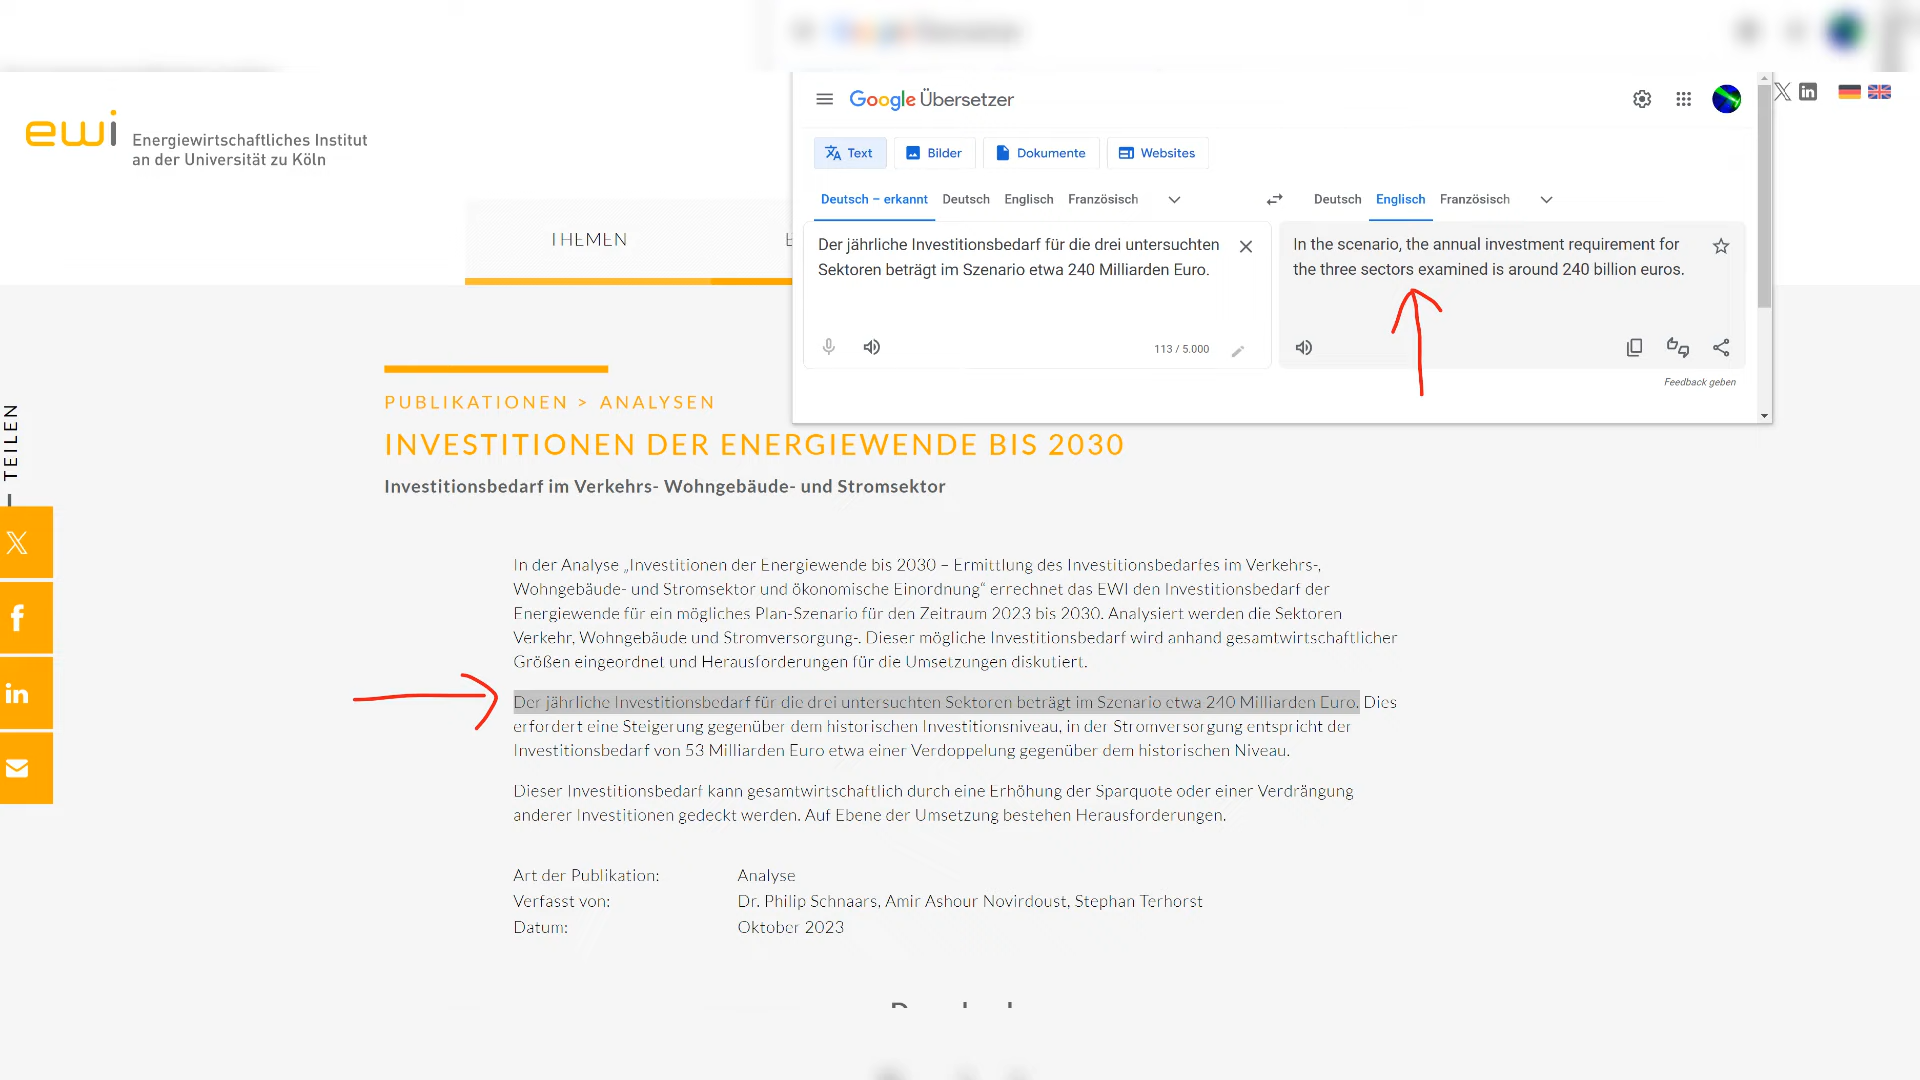 ewi Energiewirtschaftliches Institut
an der Universität zu Köln
THEMEN
Google Übersetzer
Text Bilder Dokumente Websites
Deutsch – erkannt Deutsch Englisch Französisch
Deutsch Englisch Französisch
Der jährliche Investitionsbedarf für die drei untersuchten
Sektoren beträgt im Szenario etwa 240 Milliarden Euro.
113 / 5.000
In the scenario, the annual investment requirement for
the three sectors examined is around 240 billion euros.
Feedback geben
TEILEN
PUBLIKATIONEN > ANALYSEN
INVESTITIONEN DER ENERGIEWENDE BIS 2030
Investitionsbedarf im Verkehrs- Wohngebäude- und Stromsektor
In der Analyse „Investitionen der Energiewende bis 2030 – Ermittlung des Investitionsbedarfes im Verkehrs-,
Wohngebäude- und Stromsektor und ökonomische Einordnung“ errechnet das EWI den Investitionsbedarf der
Energiewende für ein mögliches Plan-Szenario für den Zeitraum 2023 bis 2030. Analysiert werden die Sektoren
Verkehr, Wohngebäude und Stromversorgung-. Dieser mögliche Investitionsbedarf wird anhand gesamtwirtschaftlicher
Größen eingeordnet und Herausforderungen für die Umsetzungen diskutiert.
Der jährliche Investitionsbedarf für die drei untersuchten Sektoren beträgt im Szenario etwa 240 Milliarden Euro. Dies
erfordert eine Steigerung gegenüber dem historischen Investitionsniveau, in der Stromversorgung entspricht der
Investitionsbedarf von 53 Milliarden Euro etwa einer Verdoppelung gegenüber dem historischen Niveau.
Dieser Investitionsbedarf kann gesamtwirtschaftlich durch eine Erhöhung der Sparquote oder einer Verdrängung
anderer Investitionen gedeckt werden. Auf Ebene der Umsetzung bestehen Herausforderungen.
Art der Publikation: Analyse
Verfasst von: Dr. Philip Schnaars, Amir Ashour Novirdoust, Stephan Terhorst
Datum: Oktober 2023